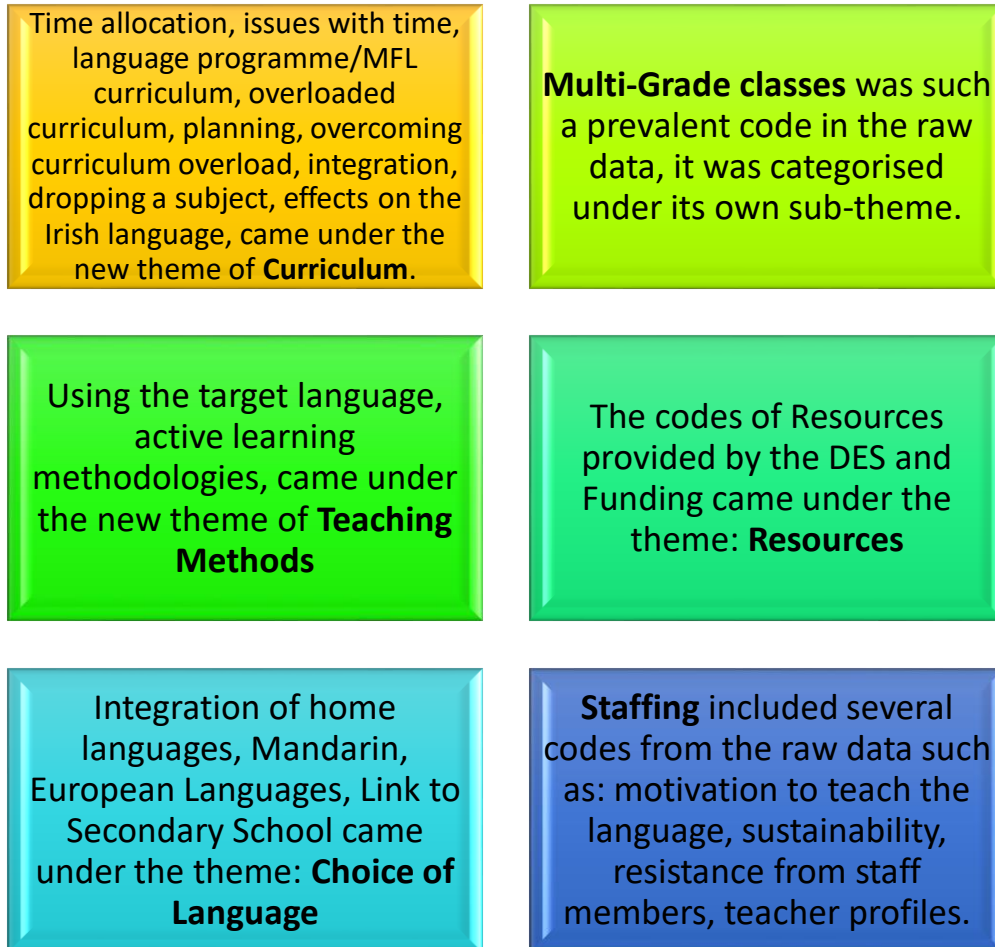 Time allocation, issues with time,
language programme/MFL
curriculum, overloaded
curriculum, planning, overcoming
curriculum overload, integration,
dropping a subject, effects on the
Irish language, came under the
new theme of Curriculum.
Multi-Grade classes was such
a prevalent code in the raw
data, it was categorised
under its own sub-theme.
Using the target language,
active learning
methodologies, came under
the new theme of Teaching
Methods
The codes of Resources
provided by the DES and
Funding came under the
theme: Resources
Integration of home
languages, Mandarin,
European Languages, Link to
Secondary School came
under the theme: Choice of
Language
Staffing included several
codes from the raw data such
as: motivation to teach the
language, sustainability,
resistance from staff
members, teacher profiles.